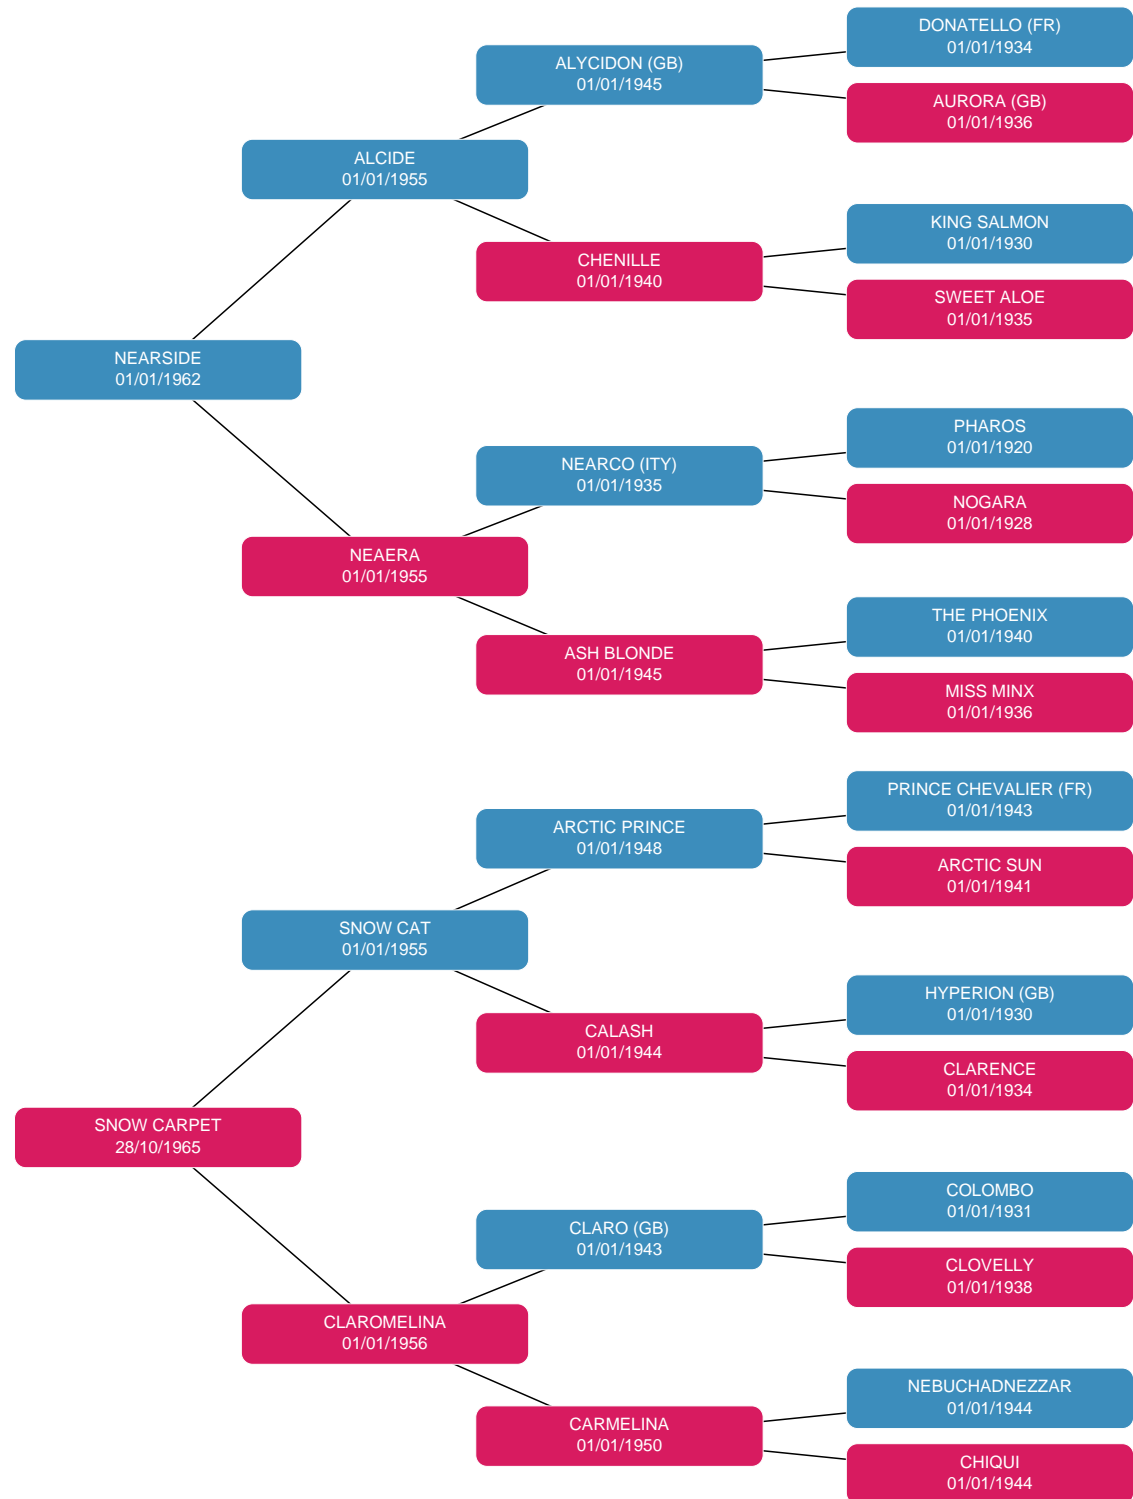 DONATELLO (FR)
01/01/1934
ALYCIDON (GB)
01/01/1945
AURORA (GB)
01/01/1936
ALCIDE
01/01/1955
KING SALMON
01/01/1930
CHENILLE
01/01/1940
SWEET ALOE
01/01/1935
NEARSIDE
01/01/1962
PHAROS
01/01/1920
NEARCO (ITY)
01/01/1935
NOGARA
01/01/1928
NEAERA
01/01/1955
THE PHOENIX
01/01/1940
ASH BLONDE
01/01/1945
MISS MINX
01/01/1936
PRINCE CHEVALIER (FR)
01/01/1943
ARCTIC PRINCE
01/01/1948
ARCTIC SUN
01/01/1941
SNOW CAT
01/01/1955
HYPERION (GB)
01/01/1930
CALASH
01/01/1944
CLARENCE
01/01/1934
SNOW CARPET
28/10/1965
COLOMBO
01/01/1931
CLARO (GB)
01/01/1943
CLOVELLY
01/01/1938
CLAROMELINA
01/01/1956
NEBUCHADNEZZAR
01/01/1944
CARMELINA
01/01/1950
CHIQUI
01/01/1944